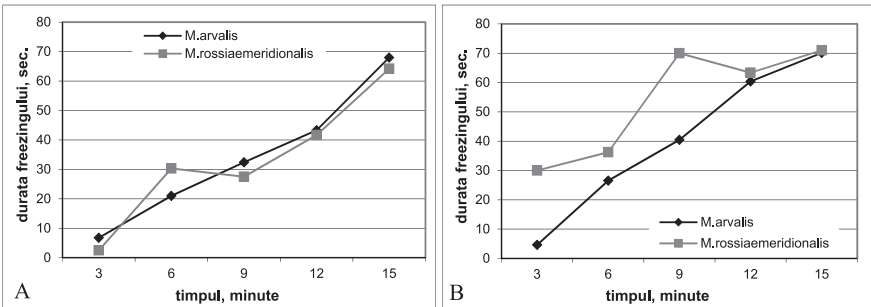 80
70
60
50
40
30
20
10
0
durata freezingului, sec.
M.arvalis
M.rossiaemeridionalis
3 6 9 12 15
timpul, minute
A
80
70
60
50
40
30
20
10
0
durata freezingului, sec.
M.arvalis
M.rossiaemeridionalis
3 6 9 12 15
timpul, minute
B